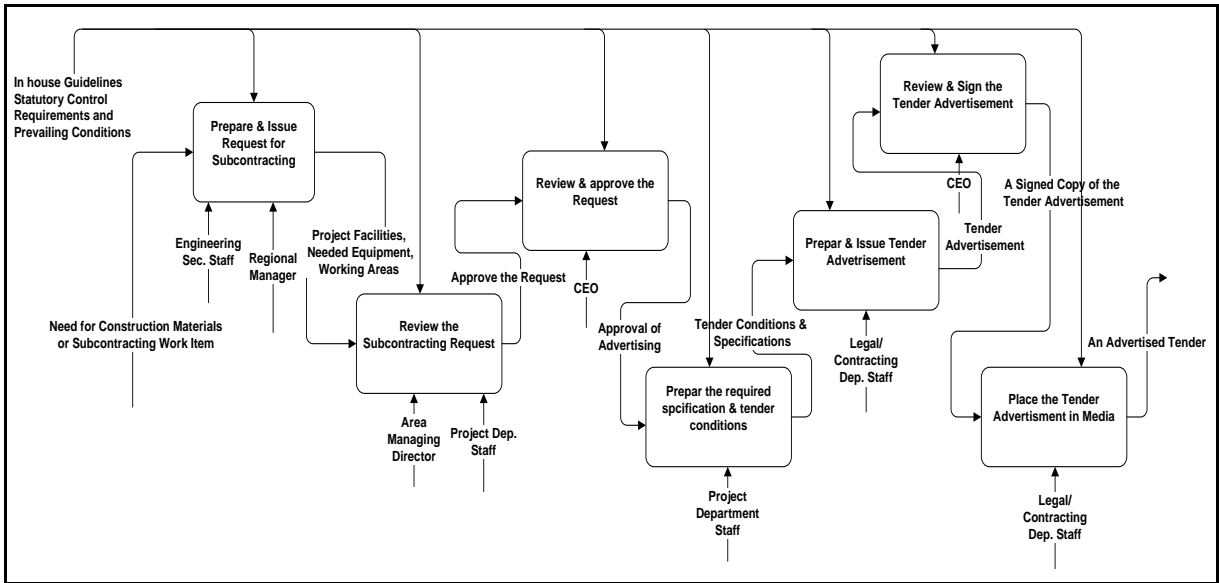 In house Guidelines
Statutory Control
Requirements and
Prevailing Conditions
Prepare & Issue
Request for
Subcontracting
Engineering
Sec. Staff
Regional
Manager
Need for Construction Materials
or Subcontracting Work Item
Project Facilities,
Needed Equipment,
Working Areas
Review the
Subcontracting Request
Area
Managing
Director
Project Dep.
Staff
Approve the Request
Review & approve the
Request
CEO
Approval of
Advertising
Prepar the required
spcification & tender
conditions
Project
Department
Staff
Tender Conditions &
Specifications
Prepar & Issue Tender
Advetrisement
Legal/
Contracting
Dep. Staff
Tender
Advertisement
Review & Sign the
Tender Advertisement
CEO
A Signed Copy of the
Tender Advertisement
Place the Tender
Advertisment in Media
Legal/
Contracting
Dep. Staff
An Advertised Tender